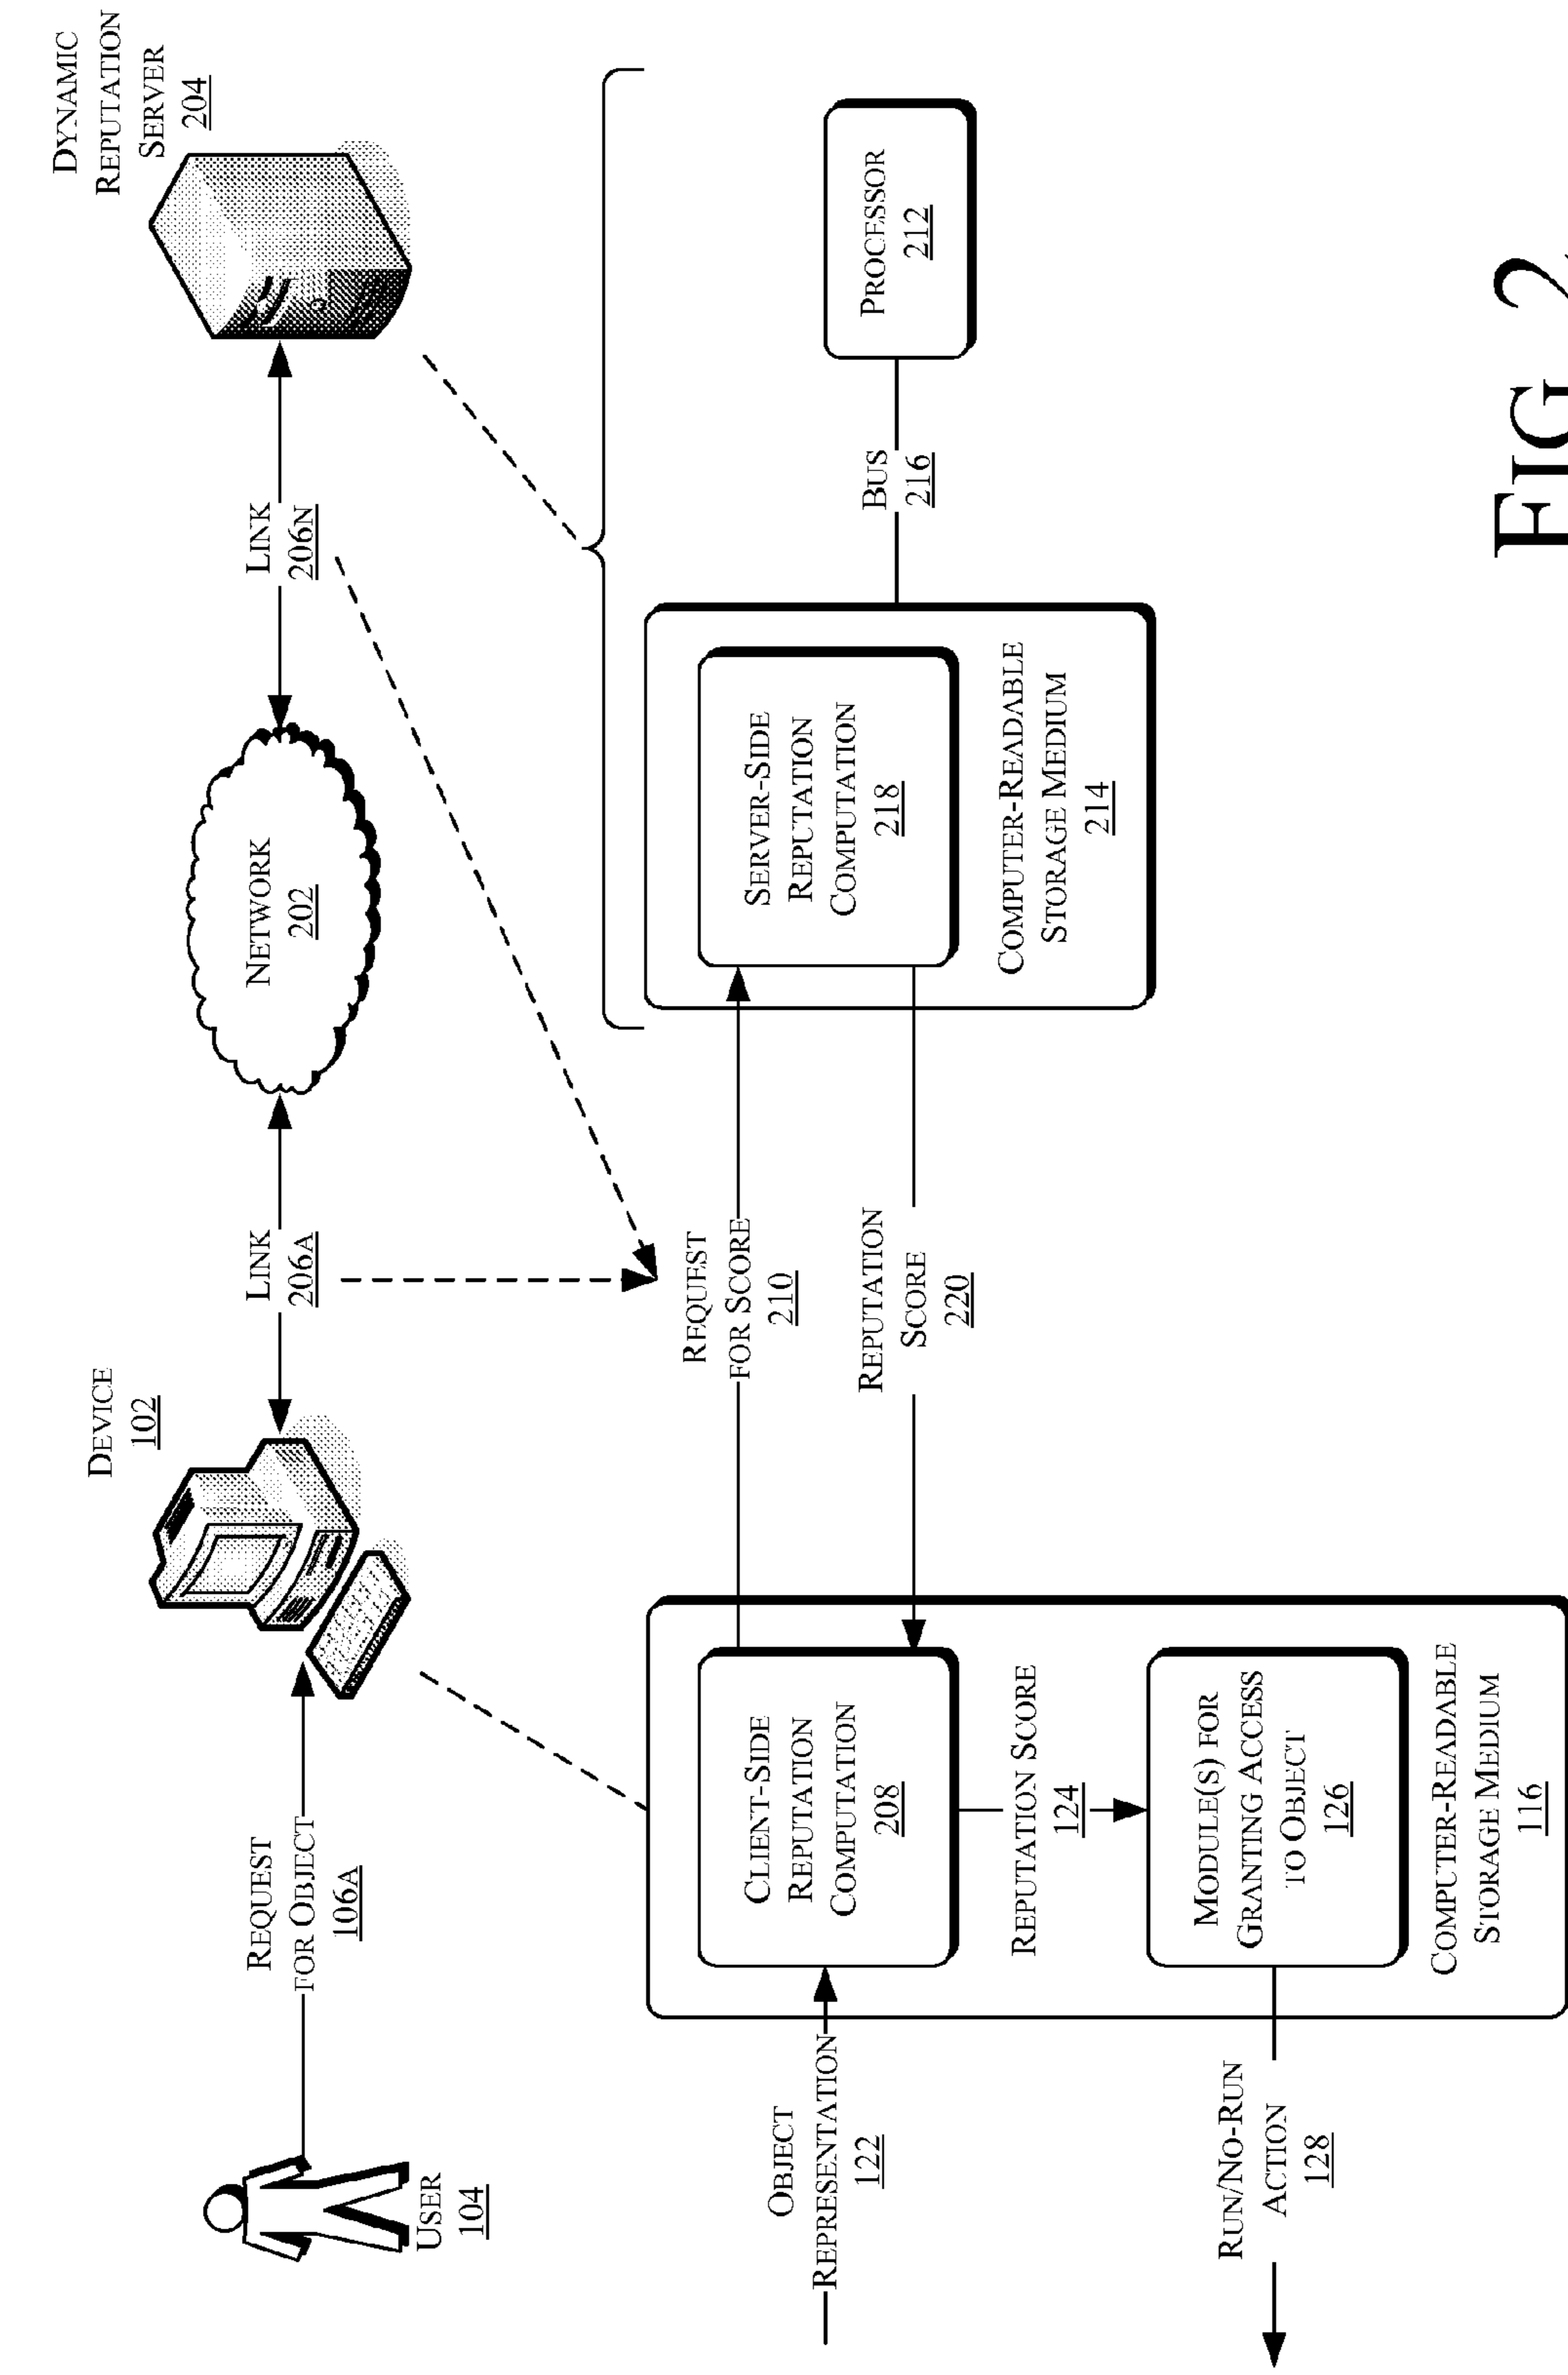 DYNAMIC
REPUTATION
SERVER
204
DEVICE
102
REQUEST
FOR OBJECT
106A
LINK
206A
NETWORK
202
LINK
206N
USER
104
OBJECT
REPRESENTATION
122
CLIENT-SIDE
REPUTATION
COMPUTATION
208
REQUEST
FOR SCORE
210
REPUTATION
SCORE
220
SERVER-SIDE
REPUTATION
COMPUTATION
218
COMPUTER-READABLE
STORAGE MEDIUM
214
BUS
216
PROCESSOR
212
REPUTATION SCORE
124
RUN/NO-RUN
ACTION
128
MODULE(S) FOR
GRANTING ACCESS
TO OBJECT
126
COMPUTER-READABLE
STORAGE MEDIUM
116
FIG. 2